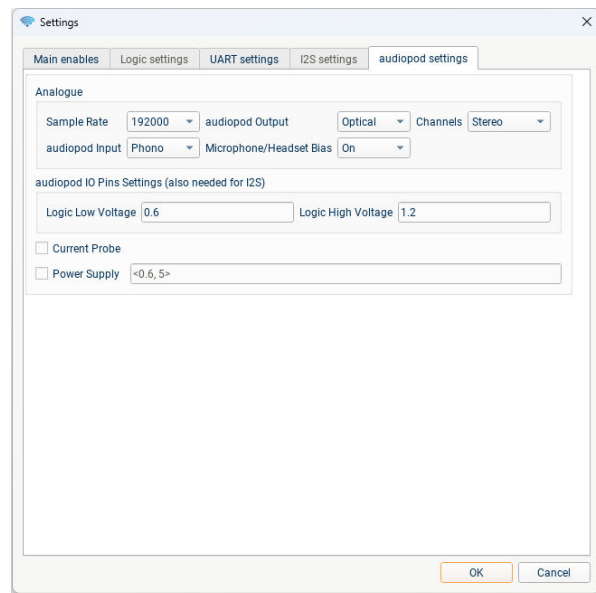 Settings
Main enables Logic settings UART settings I2S settings audiopod settings
Analogue
Sample Rate 192000 audiopod Output Optical Channels Stereo
audiopod Input Phono Microphone/Headset Bias On
audiopod IO Pins Settings (also needed for I2S)
Logic Low Voltage 0.6 Logic High Voltage 1.2
Current Probe
Power Supply <0.6, 5>
OK Cancel